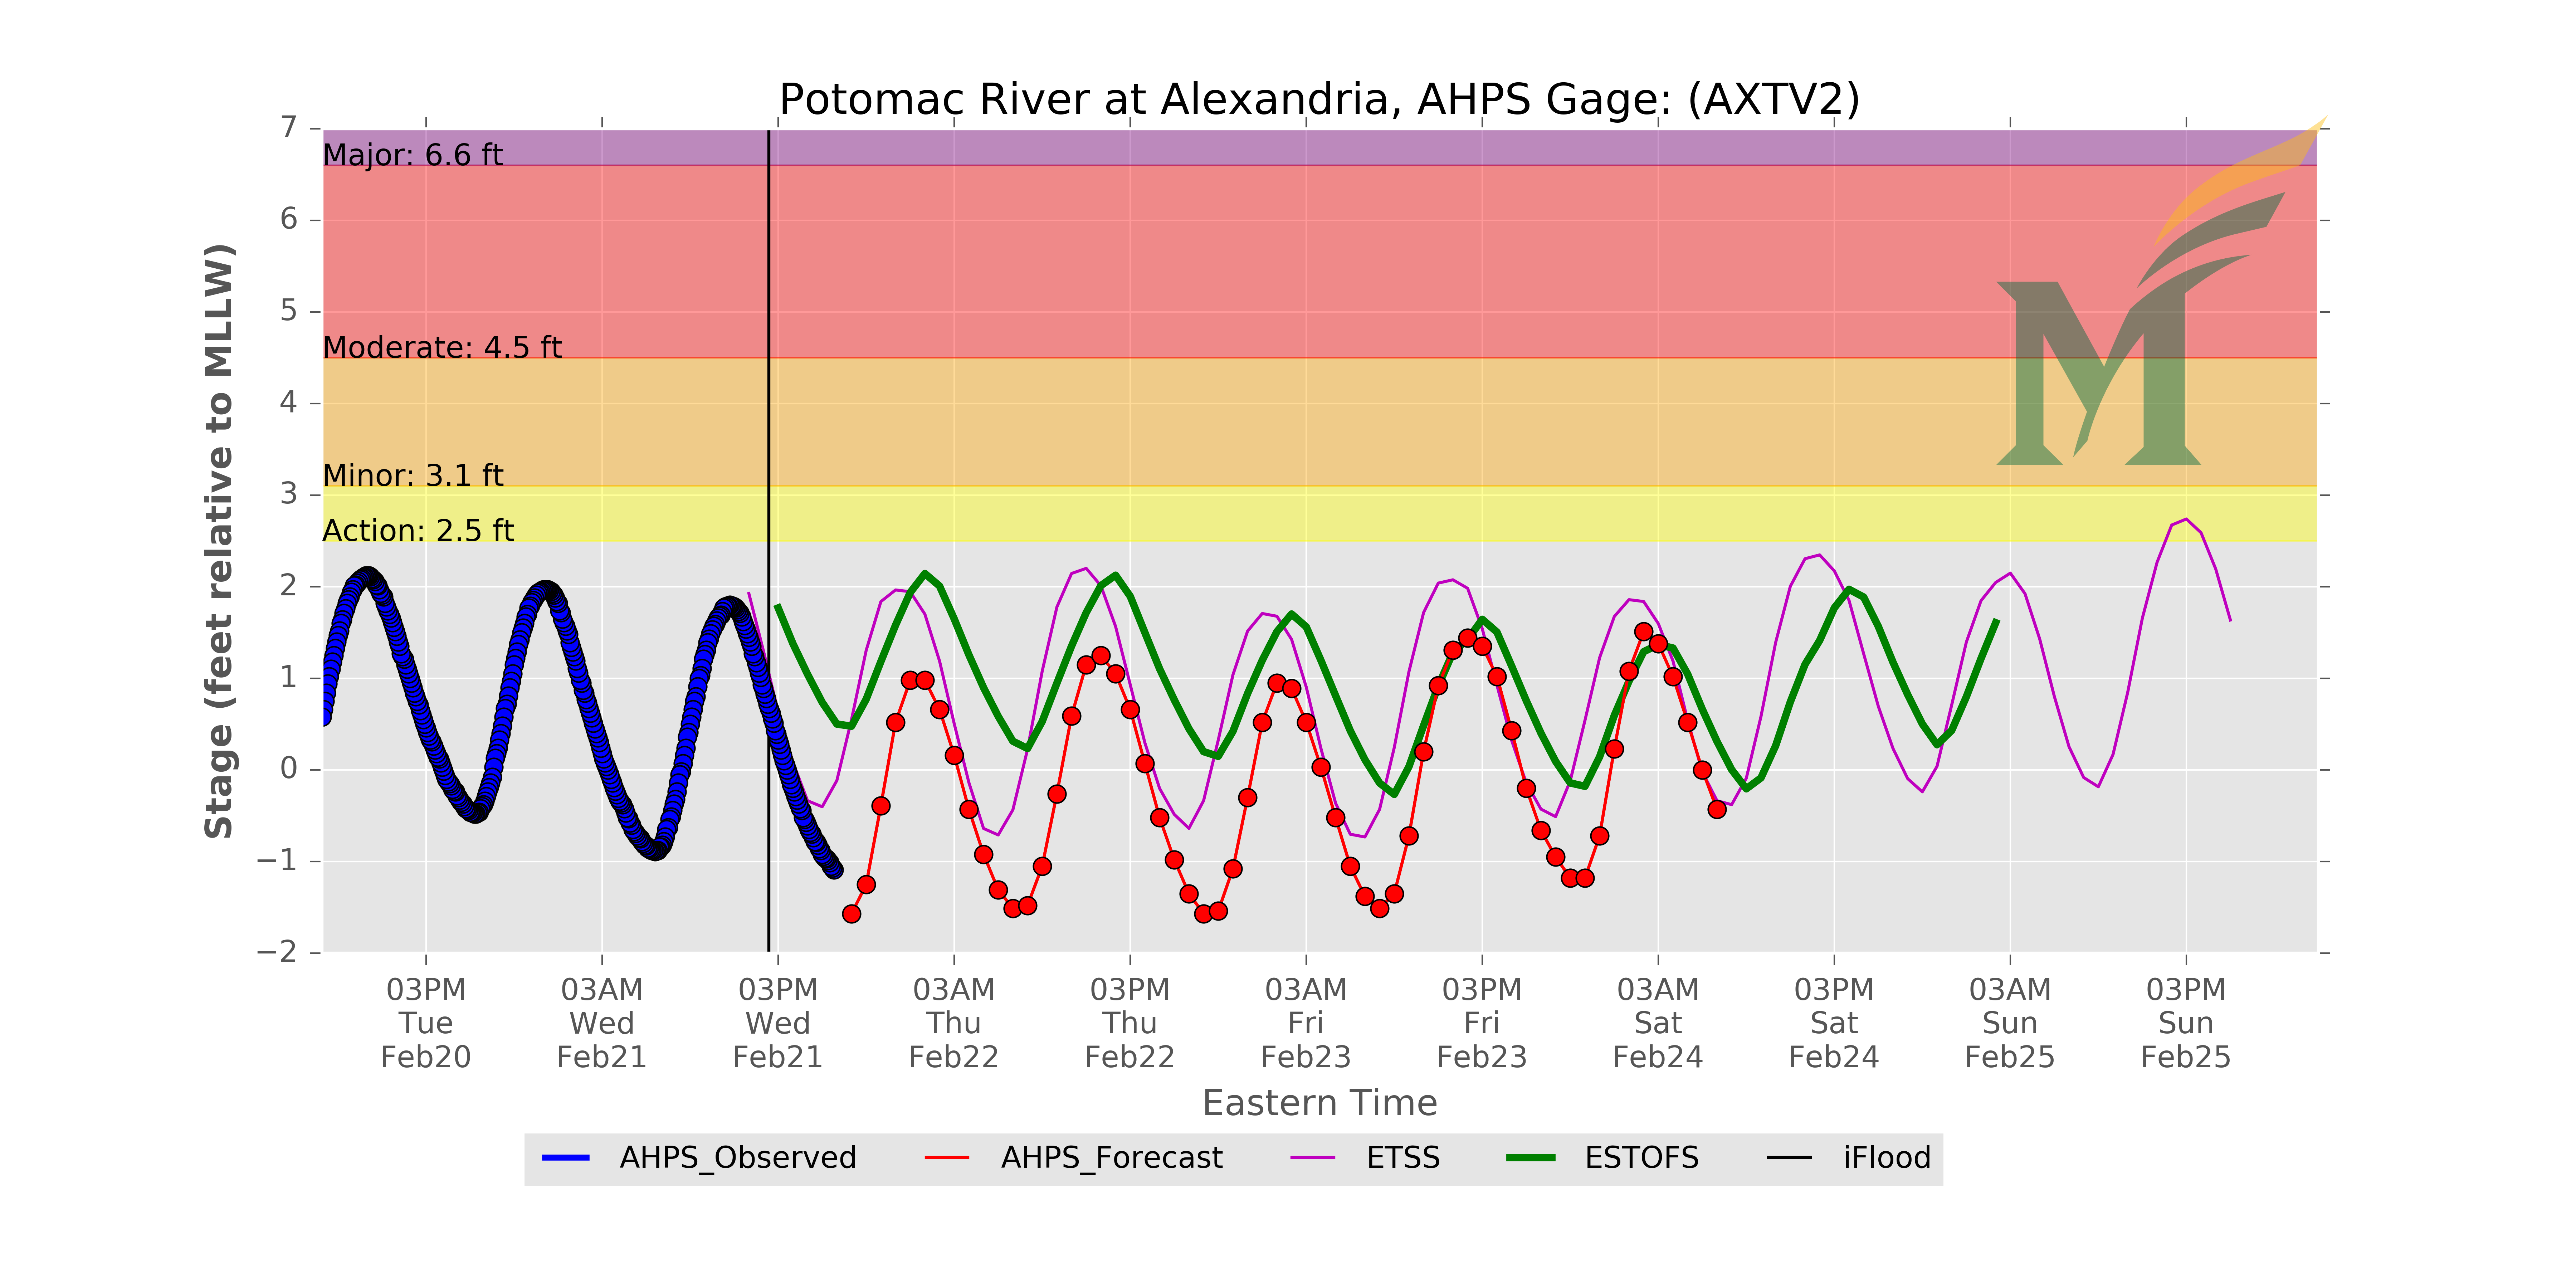 Potomac River at Alexandria, AHPS Gage: (AXTV2)
Stage (feet relative to MLLW)
7
6
5
4
3
2
1
0
−1
−2
Major: 6.6 ft
Moderate: 4.5 ft
Minor: 3.1 ft
Action: 2.5 ft
M
03PM 03AM 03PM 03AM 03PM 03AM 03PM 03AM 03PM 03AM 03PM
Tue Wed Wed Thu Thu Fri Fri Sat Sat Sun Sun
Feb20 Feb21 Feb21 Feb22 Feb22 Feb23 Feb23 Feb24 Feb24 Feb25 Feb25
Eastern Time
AHPS_Observed AHPS_Forecast ETSS ESTOFS iFlood